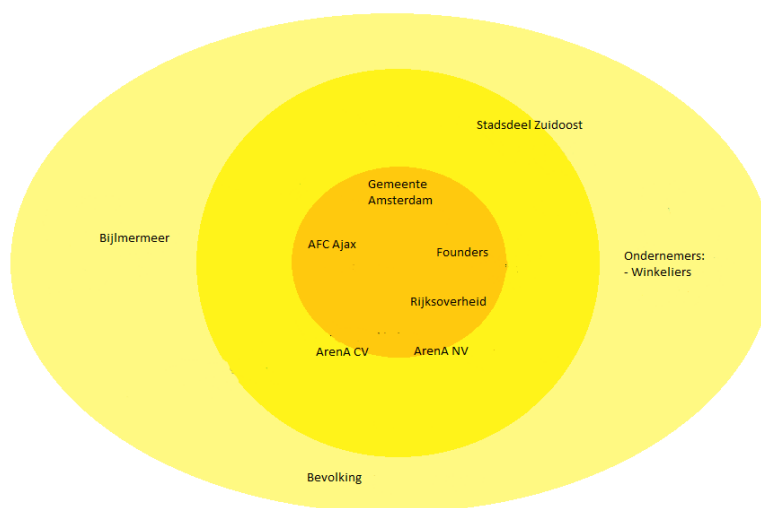 Stadsdeel Zuidoost
Gemeente
Amsterdam
Bijlmermeer
AFC Ajax
Founders
Ondernemers:
- Winkeliers
Rijksoverheid
ArenA CV
ArenA NV
Bevolking